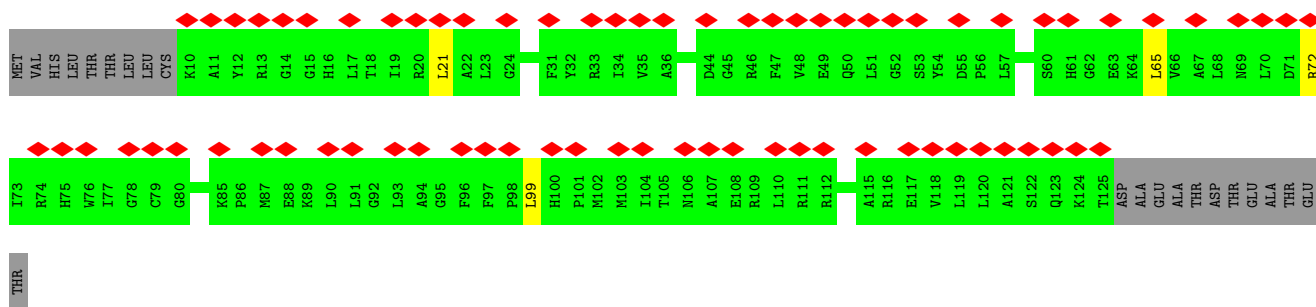 MET VAL HIS LEU THR THR LEU LEU CYS K10 A11 Y12 R13 G14 G15 H16 L17 T18 I19 R20 L21 A22 L23 G24 F31 Y32 R33 I34 V35 A36 D44 G45 R46 F47 V48 E49 Q50 L51 G52 S53 Y54 D55 P56 L57 S60 H61 G62 E63 K64 L65 V66 A67 L68 N69 L70 D71 R72
I73 R74 H75 W76 I77 G78 C79 G80 K85 P86 M87 E88 K89 L90 L91 G92 L93 A94 G95 F96 F97 P98 L99 H100 P101 M102 M103 I104 T105 N106 A107 E108 R109 L110 R111 R112 A115 R116 E117 V118 L119 L120 A121 S122 Q123 K124 T125 ASP ALA GLU ALA THR ASP THR GLU ALA THR GLU
THR